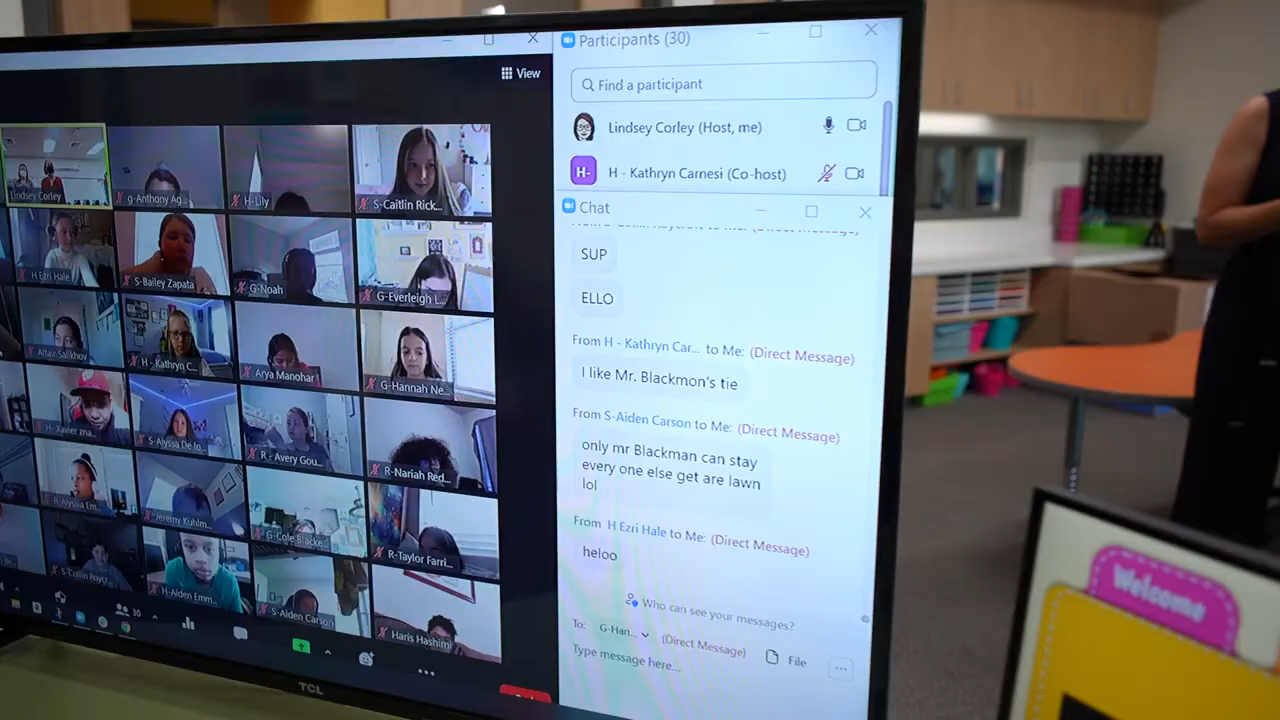 View
Lindsey Corley
g-Anthony Ag...
H-Lily
S-Caitlin Rick...
H Ezri Hale
S-Bailey Zapata
G-Noah
G-Everleigh L...
Altair Salikhov
H - Kathryn C...
Arya Manohar
G-Hannah Ne...
H- Xavier zna...
S-Alyssa De lo...
R - Avery Gou...
R-Nariah Red...
R-Alyssia Em...
Jeremy Kuhlm...
G-Cole Blacke...
R-Taylor Farri...
S-Collin Royc...
H-Aiden Emm...
S-Aiden Carson
Haris Hashimi
30
TCL
Participants (30)
Find a participant
Lindsey Corley (Host, me)
H-
H - Kathryn Carnesi (Co-host)
Chat
SUP
ELLO
From H - Kathryn Car... to Me: (Direct Message)
I like Mr. Blackmon's tie
From S-Aiden Carson to Me: (Direct Message)
only mr Blackman can stay
every one else get are lawn
lol
From H Ezri Hale to Me: (Direct Message)
heloo
Who can see your messages?
To: G-Han... (Direct Message)
File
...
Type message here...
Welcome